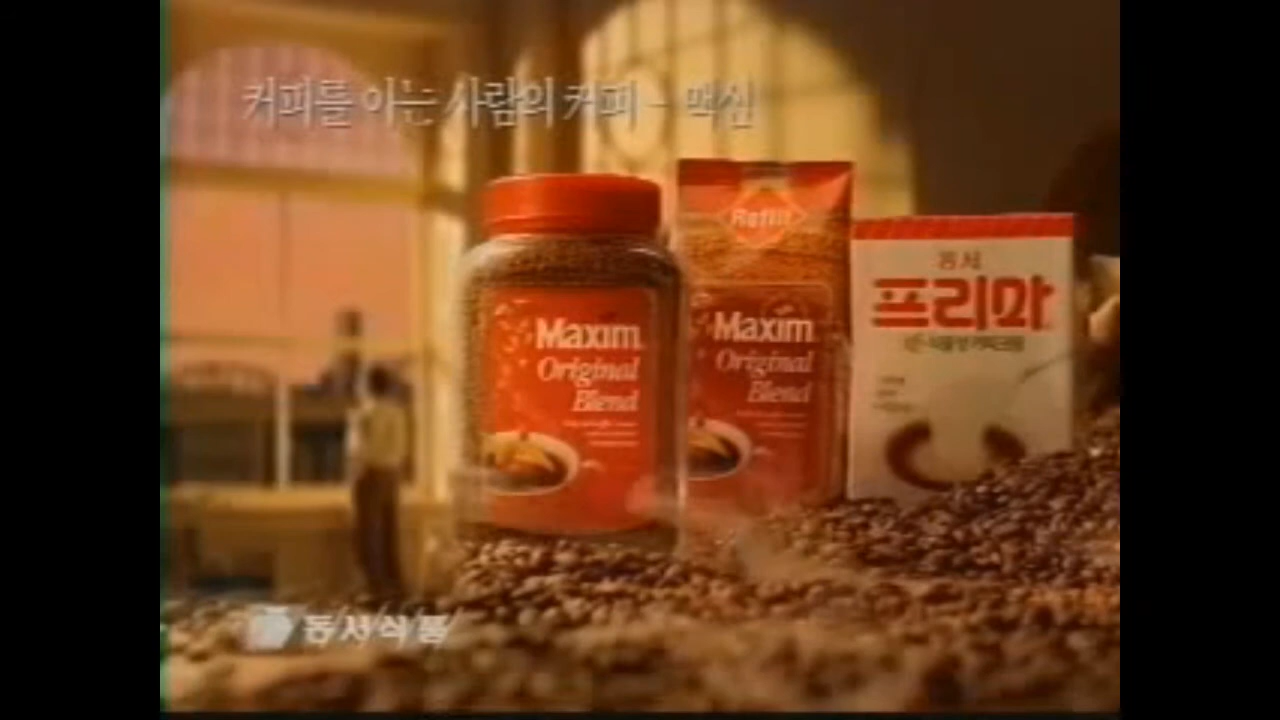 커피를 아는 사람의 커피 - 맥심
Refill
Maxim
Original
Blend
Maxim
Original
Blend
동서
프리마
동서식품